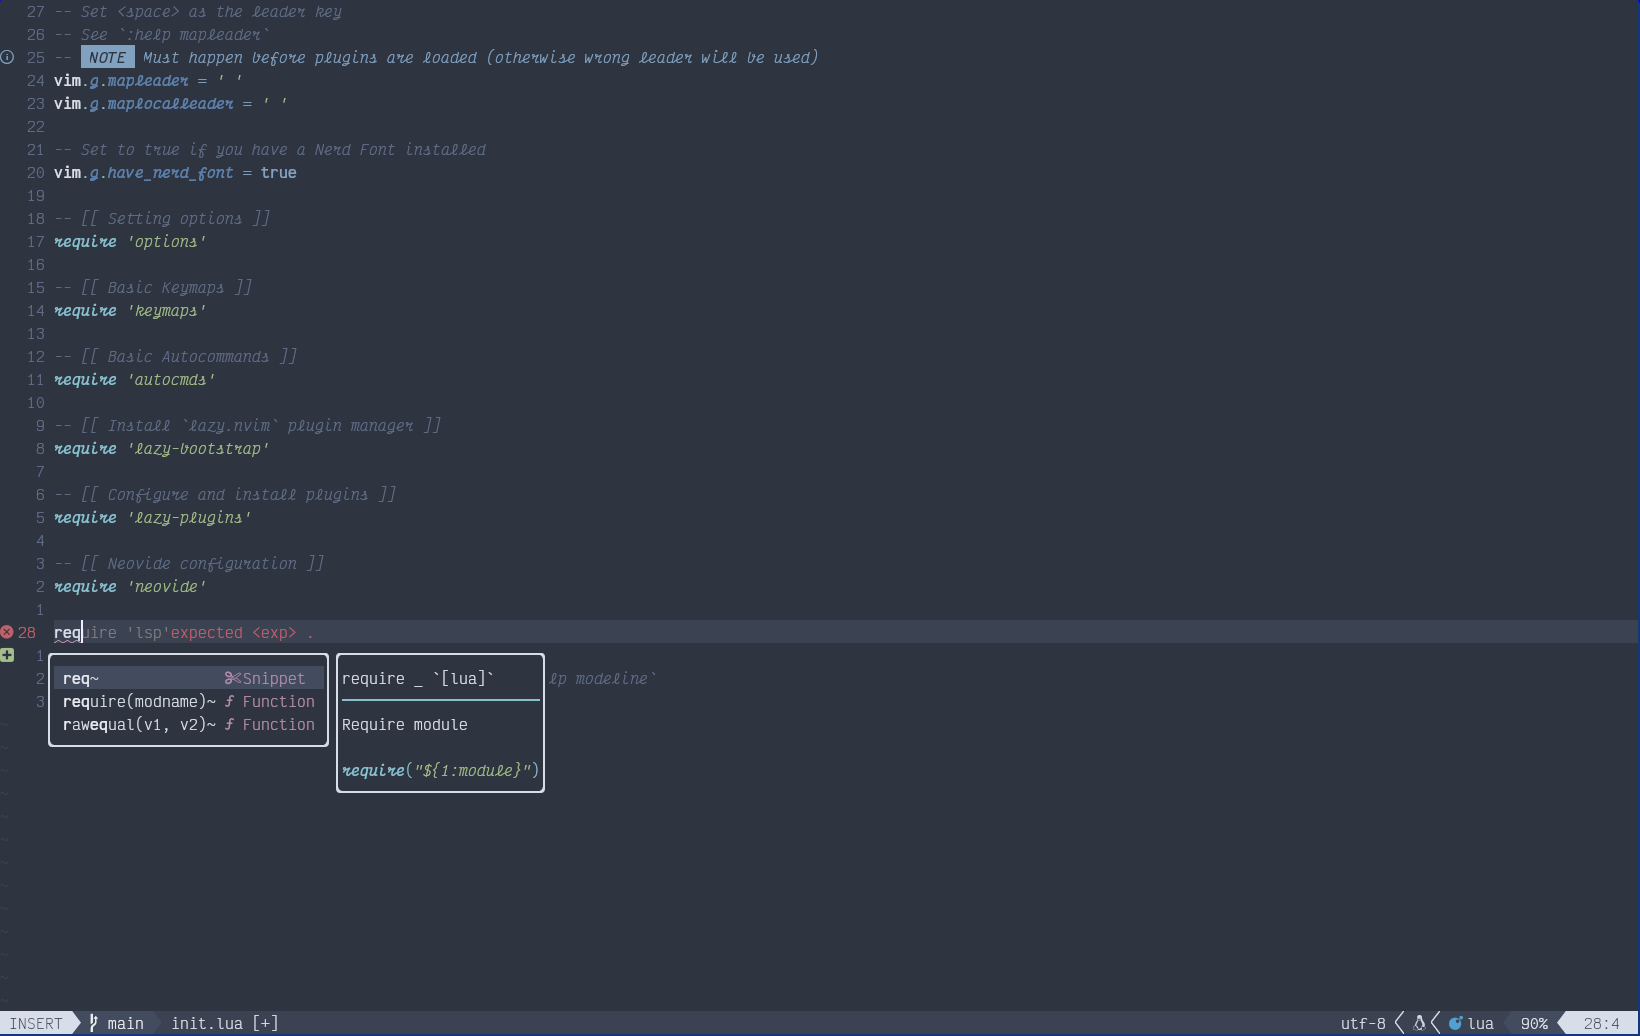 27 -- Set <space> as the leader key
26 -- See `:help mapleader`
25 -- NOTE Must happen before plugins are loaded (otherwise wrong leader will be used)
24 vim.g.mapleader = ' '
23 vim.g.maplocalleader = ' '
22
21 -- Set to true if you have a Nerd Font installed
20 vim.g.have_nerd_font = true
19
18 -- [[ Setting options ]]
17 require 'options'
16
15 -- [[ Basic Keymaps ]]
14 require 'keymaps'
13
12 -- [[ Basic Autocommands ]]
11 require 'autocmds'
10
9 -- [[ Install `lazy.nvim` plugin manager ]]
8 require 'lazy-bootstrap'
7
6 -- [[ Configure and install plugins ]]
5 require 'lazy-plugins'
4
3 -- [[ Neovide configuration ]]
2 require 'neovide'
1
28 require 'lsp'expected <exp> .
1
2 req~ Snippet require _ `[lua]` lp modeline`
3 require(modname)~ Function
rawequal(v1, v2)~ Function Require module
require("${1:module}")
~
~
~
~
~
~
~
~
~
~
~
~
~
INSERT main init.lua [+] utf-8 lua 90% 28:4